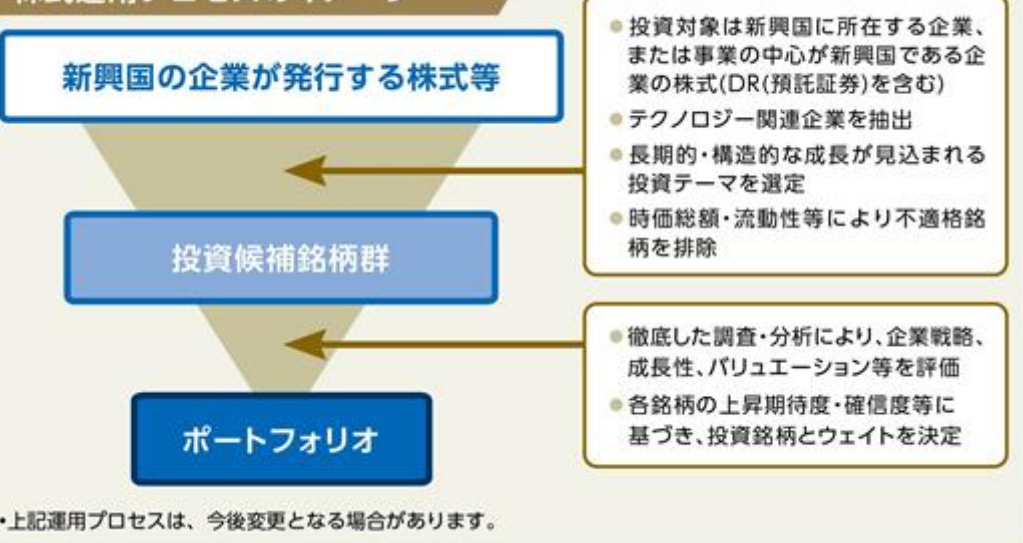 新興国の企業が発行する株式等
● 投資対象は新興国に所在する企業、
または事業の中心が新興国である企
業の株式(DR(預託証券)を含む)
● テクノロジー関連企業を抽出
● 長期的・構造的な成長が見込まれる
投資テーマを選定
● 時価総額・流動性等により不適格銘
柄を排除
投資候補銘柄群
● 徹底した調査・分析により、企業戦略、
成長性、バリュエーション等を評価
● 各銘柄の上昇期待度・確信度等に
基づき、投資銘柄とウェイトを決定
ポートフォリオ
・上記運用プロセスは、今後変更となる場合があります。